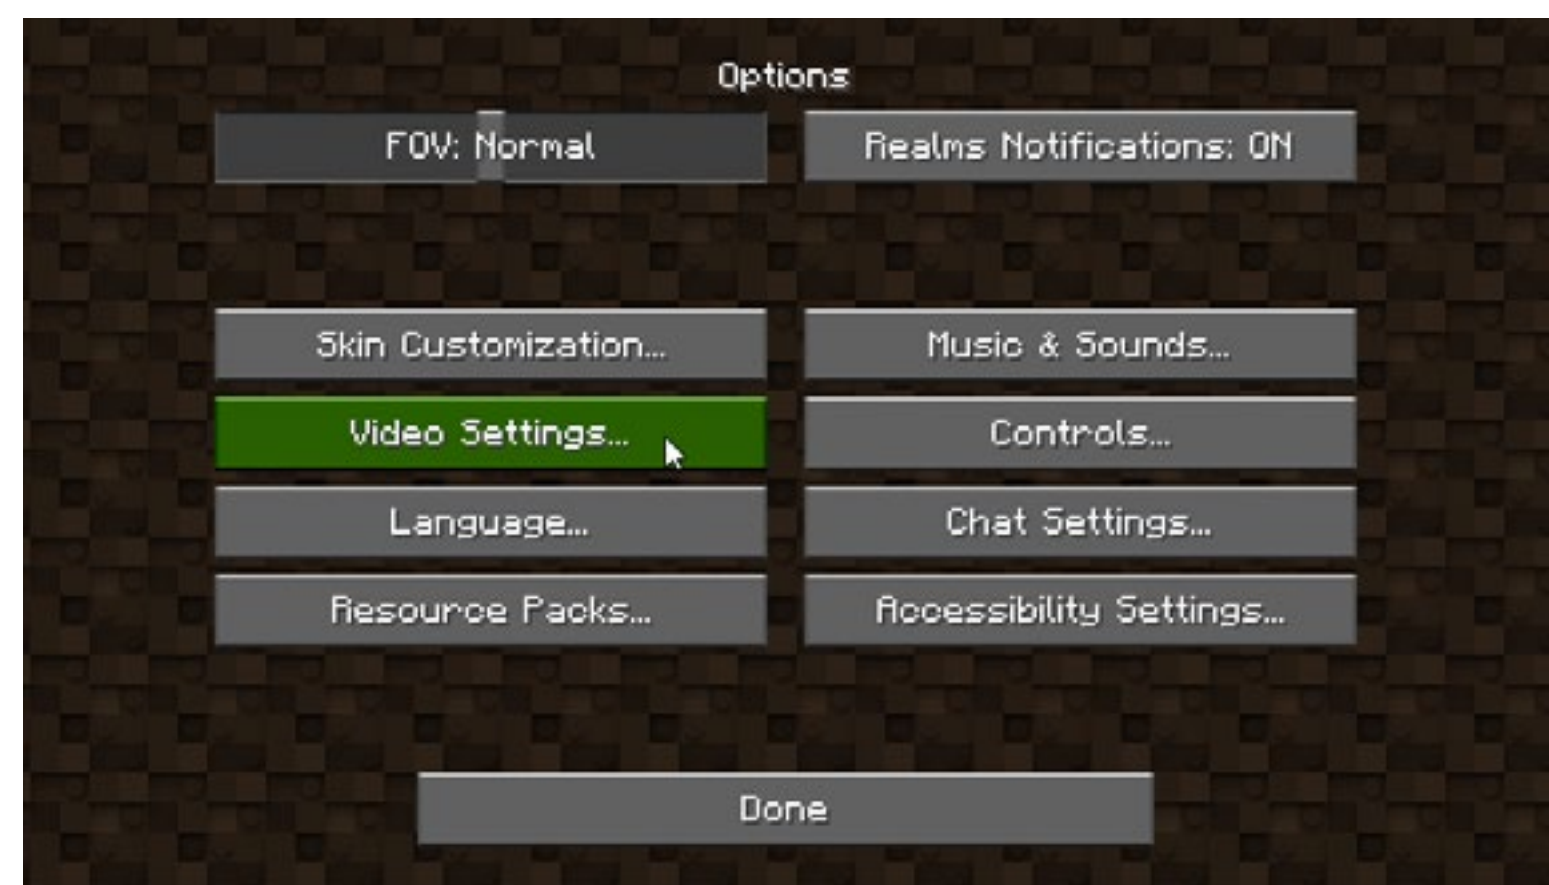 Options
FOV: Normal
Realms Notifications: ON
Skin Customization...
Music & Sounds...
Video Settings...
Controls...
Language...
Chat Settings...
Resource Packs...
Accessibility Settings...
Done